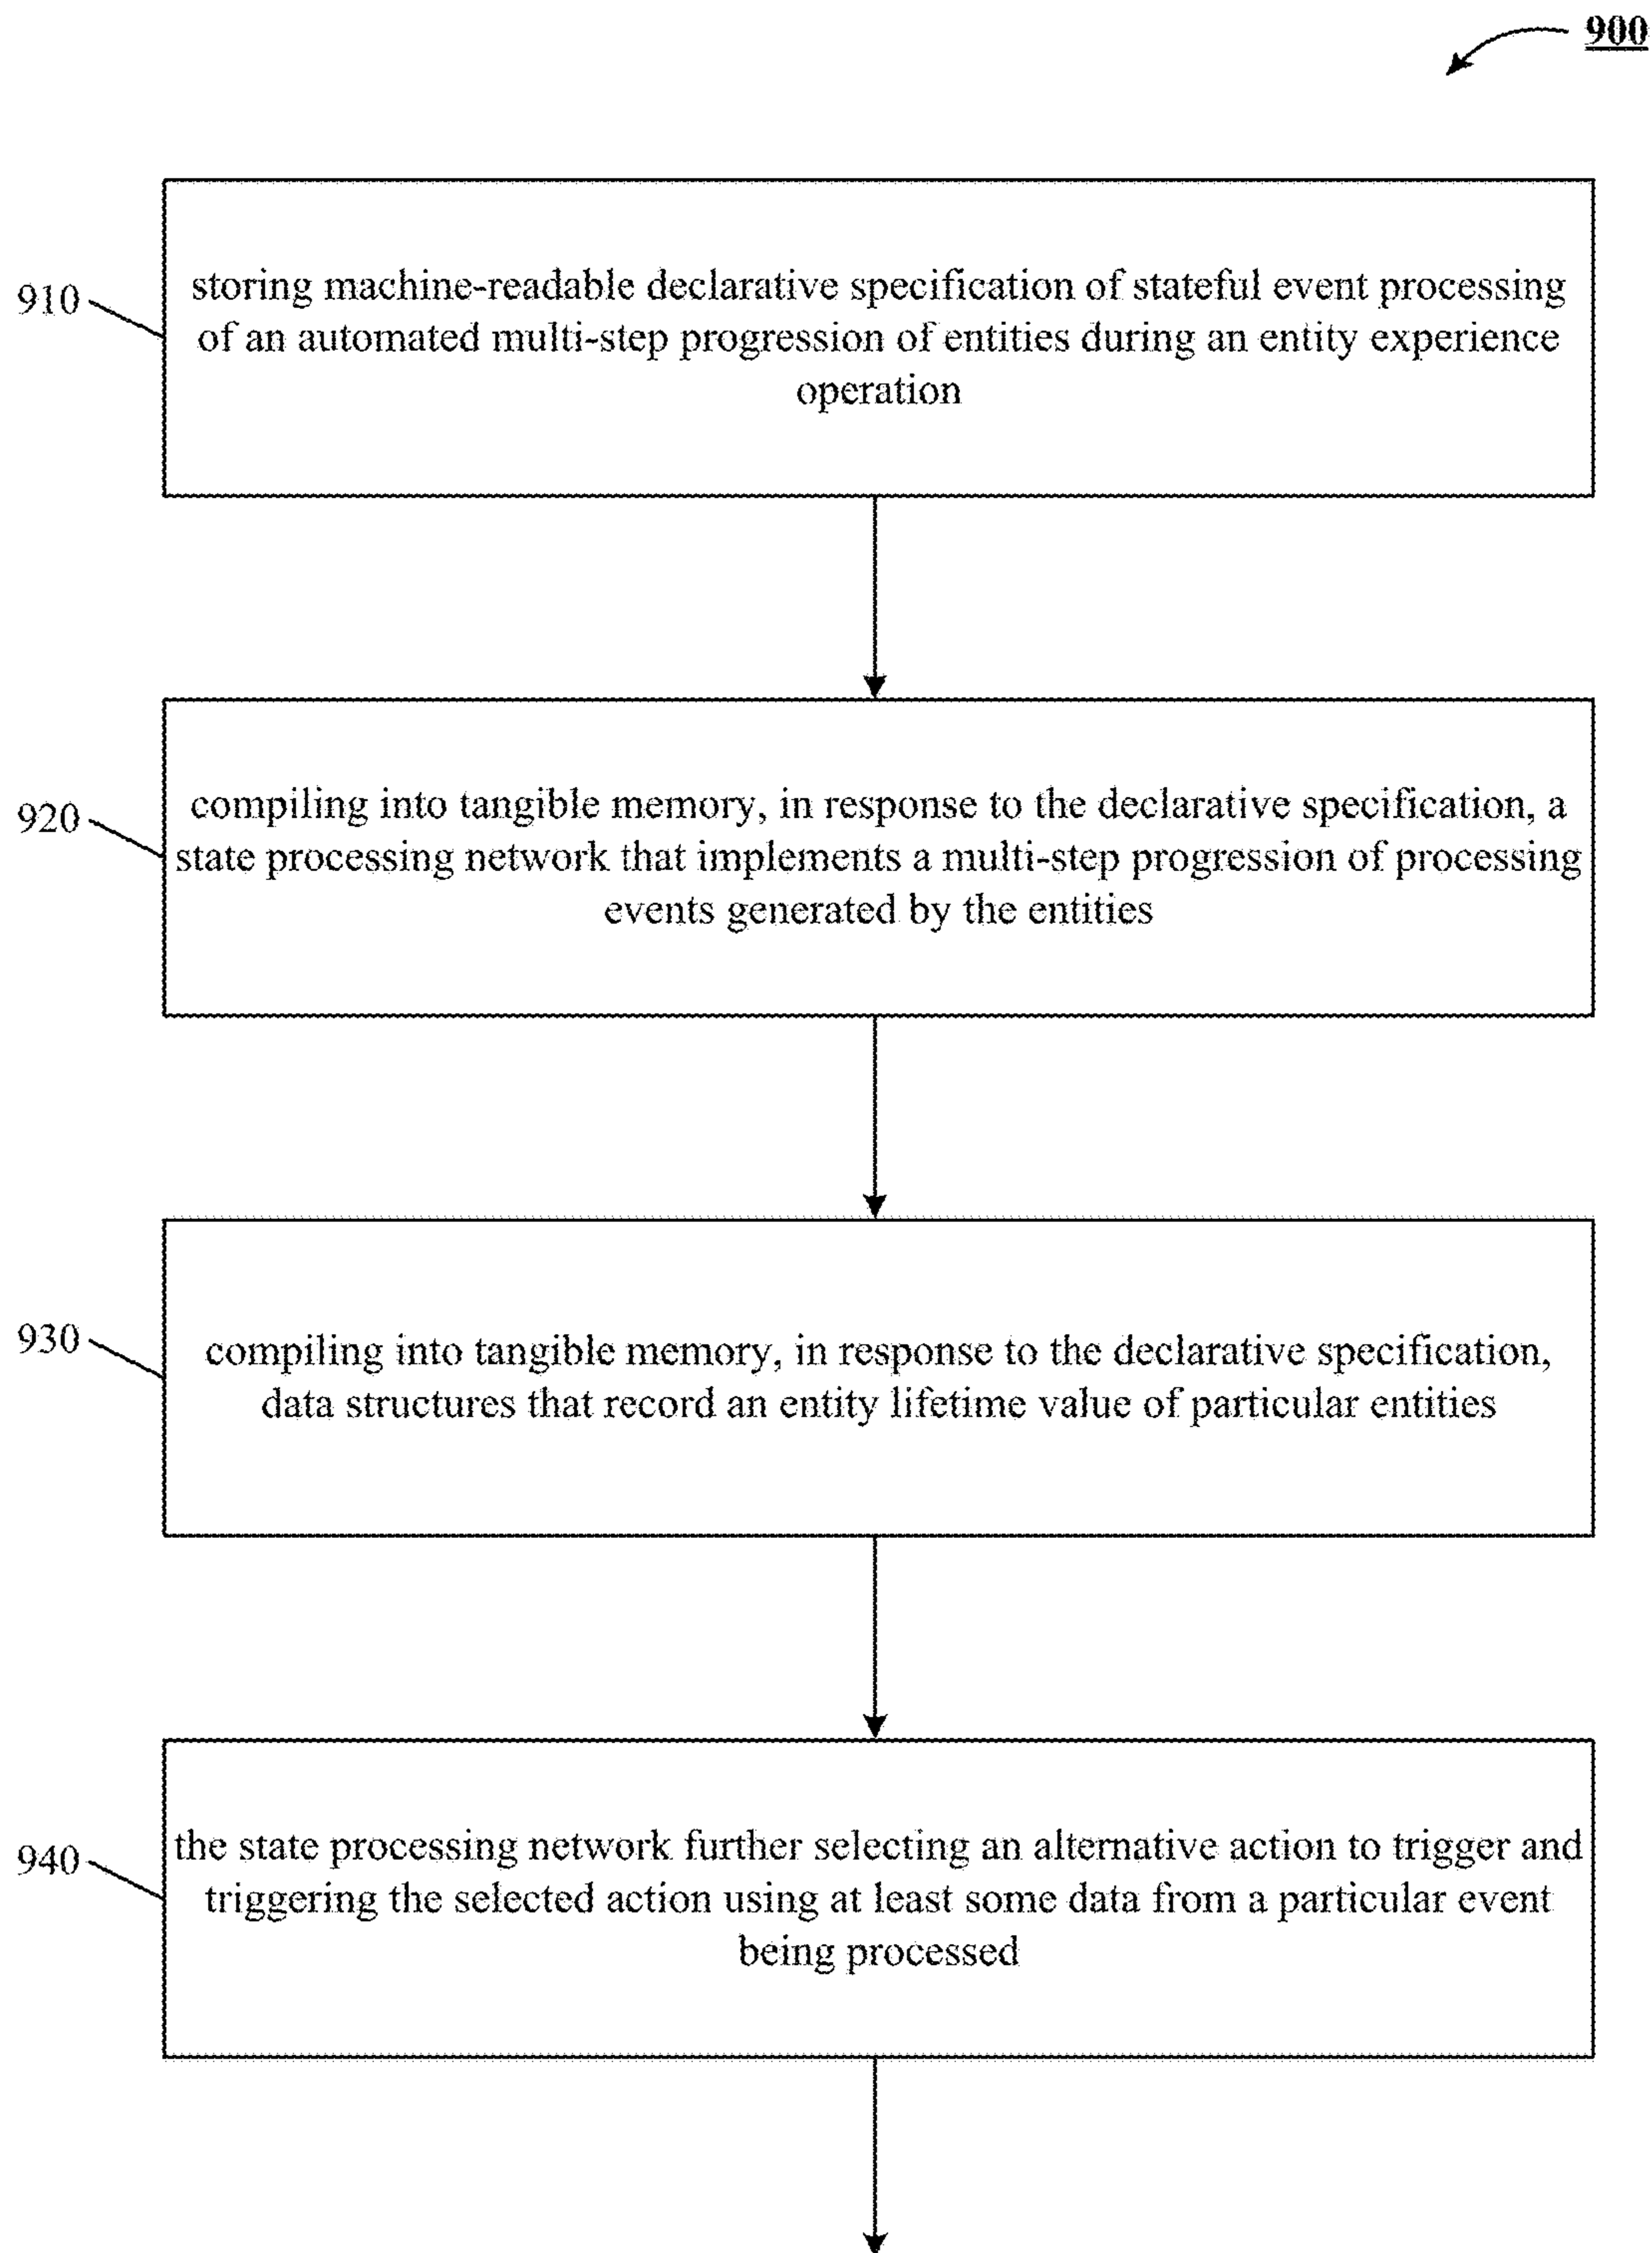 900
910
storing machine-readable declarative specification of stateful event processing
of an automated multi-step progression of entities during an entity experience
operation
920
compiling into tangible memory, in response to the declarative specification, a
state processing network that implements a multi-step progression of processing
events generated by the entities
930
compiling into tangible memory, in response to the declarative specification,
data structures that record an entity lifetime value of particular entities
940
the state processing network further selecting an alternative action to trigger and
triggering the selected action using at least some data from a particular event
being processed